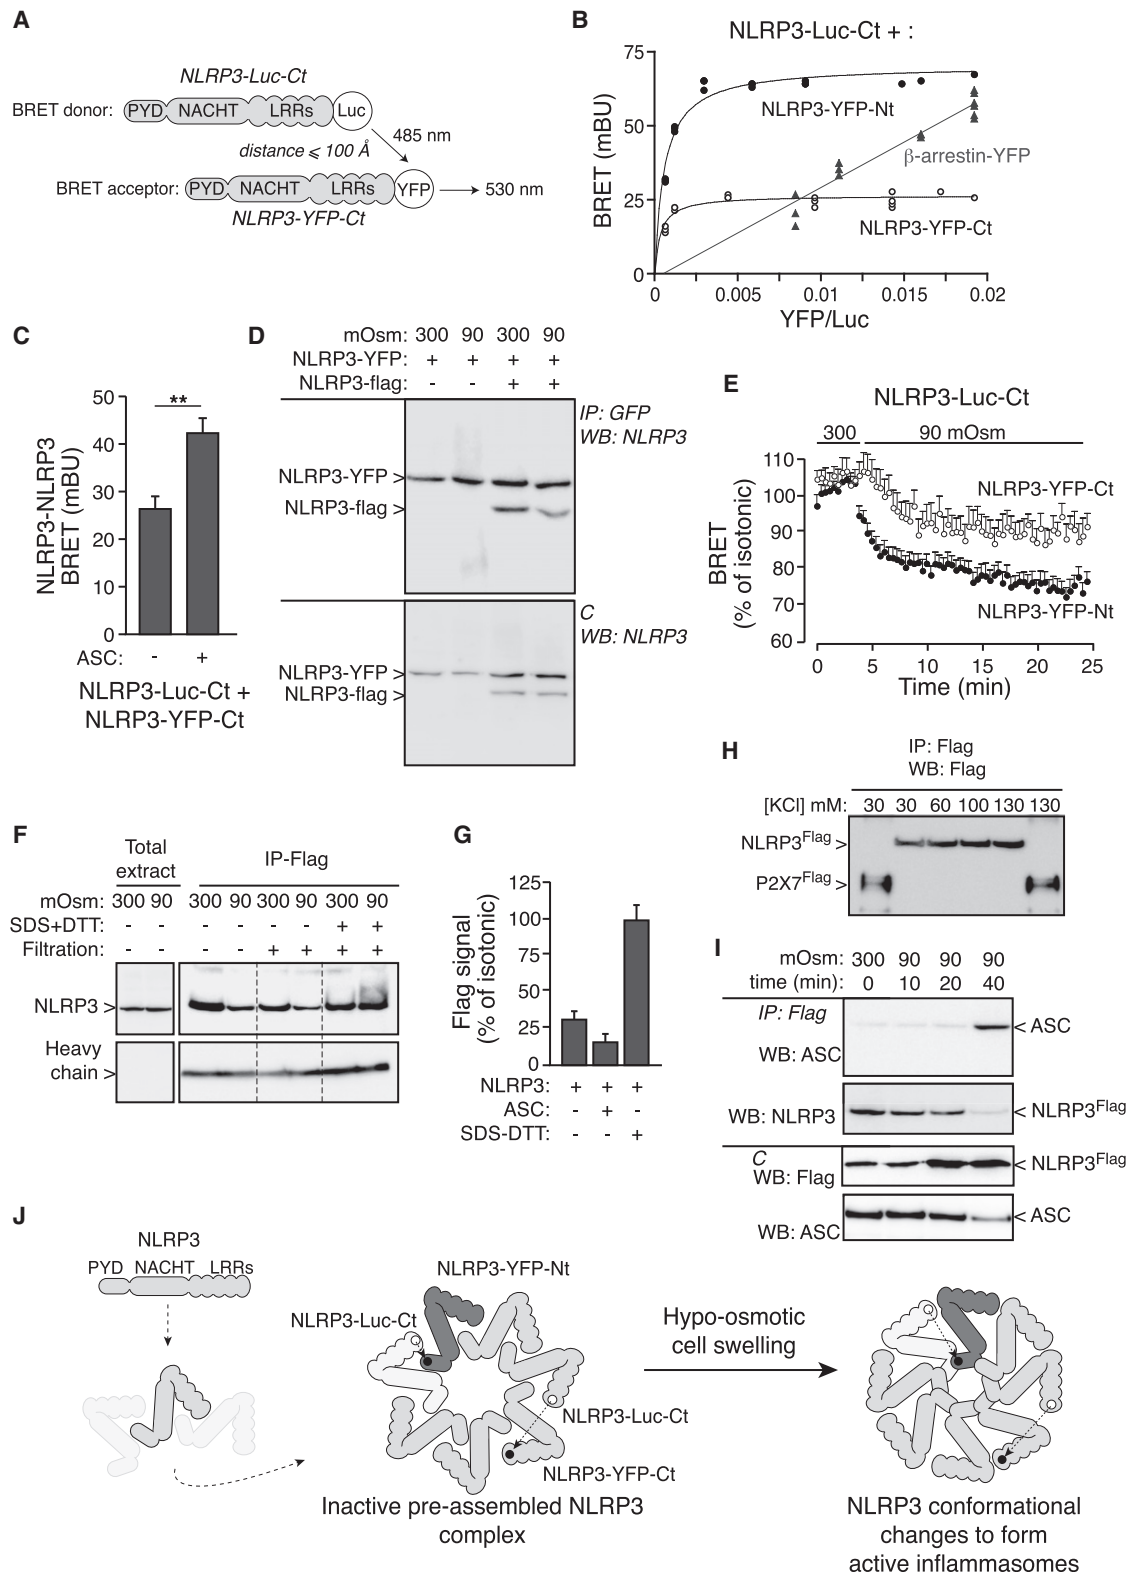 A
NLRP3-Luc-Ct
BRET donor: PYD NACHT LRRs Luc
485 nm
distance ⩽ 100 Å
BRET acceptor: PYD NACHT LRRs YFP 530 nm
NLRP3-YFP-Ct
B
NLRP3-Luc-Ct + :
BRET (mBU)
75
50
25
0
NLRP3-YFP-Nt
β-arrestin-YFP
NLRP3-YFP-Ct
0 0.005 0.01 0.015 0.02
YFP/Luc
C
NLRP3-NLRP3
BRET (mBU)
50
40
30
20
10
0
**
ASC: - +
NLRP3-Luc-Ct +
NLRP3-YFP-Ct
D
mOsm: 300 90 300 90
NLRP3-YFP: + + + +
NLRP3-flag: - - + +
IP: GFP
WB: NLRP3
NLRP3-YFP >
NLRP3-flag >
C
WB: NLRP3
NLRP3-YFP >
NLRP3-flag >
E
NLRP3-Luc-Ct
300 90 mOsm
BRET
(% of isotonic)
110
100
90
80
70
60
NLRP3-YFP-Ct
NLRP3-YFP-Nt
0 5 10 15 20 25
Time (min)
F
Total
extract
IP-Flag
mOsm: 300 90 300 90 300 90 300 90
SDS+DTT: - - - - - - + +
Filtration: - - - - + + + +
NLRP3 >
Heavy
chain >
G
Flag signal
(% of isotonic)
125
100
50
25
0
NLRP3: + + +
ASC: - + -
SDS-DTT: - - +
H
IP: Flag
WB: Flag
[KCl] mM: 30 30 60 100 130 130
NLRP3Flag >
P2X7Flag >
I
mOsm: 300 90 90 90
time (min): 0 10 20 40
IP: Flag
WB: ASC
< ASC
WB: NLRP3
< NLRP3Flag
C
WB: Flag
< NLRP3Flag
WB: ASC
< ASC
J
NLRP3
PYD NACHT LRRs
NLRP3-YFP-Nt
NLRP3-Luc-Ct
NLRP3-Luc-Ct
NLRP3-YFP-Ct
Inactive pre-assembled NLRP3
complex
Hypo-osmotic
cell swelling
NLRP3 conformational
changes to form
active inflammasomes